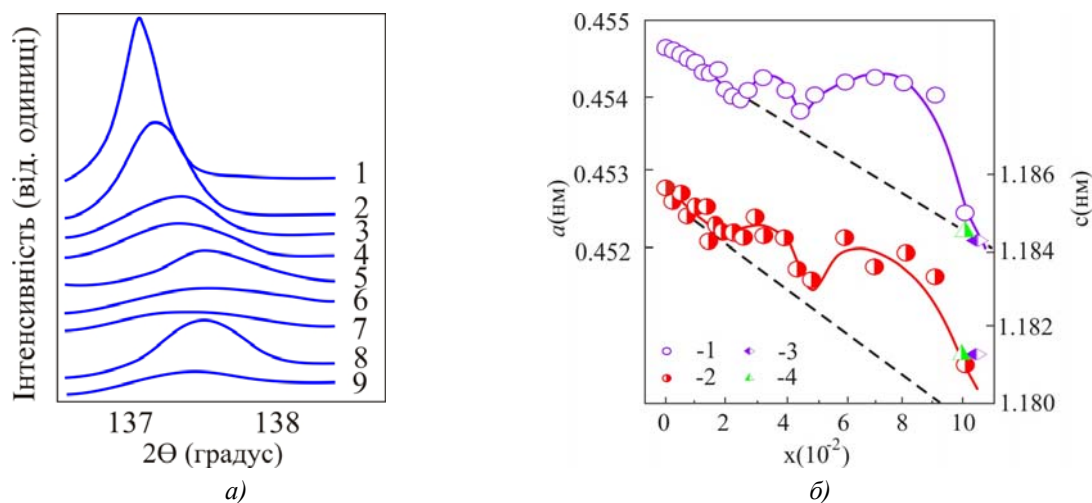 Інтенсивність (від. одиниці)
1
2
3
4
5
6
7
8
9
137 138
2Θ (градус)
а)
a(нм)
0.455
0.454
0.453
0.452
-1 -3
-2 -4
0 2 4 6 8 10
x(10⁻²)
1.186
1.184
1.182
1.180
c(нм)
б)